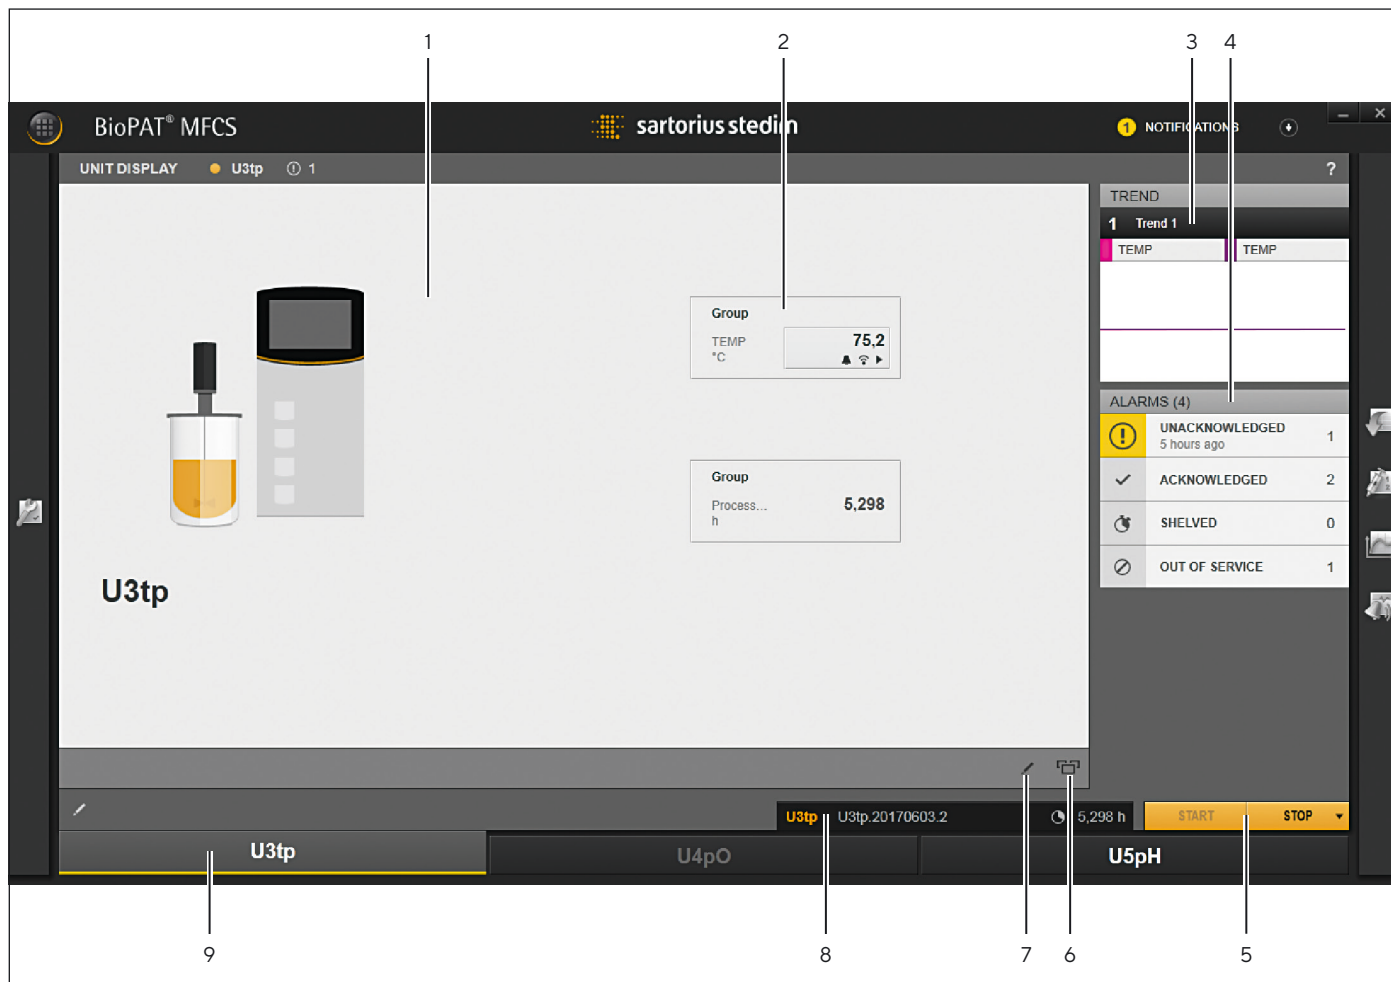 1 2 3 4
BioPAT® MFCS
sartorius stedim
1 NOTIFICATIONS
UNIT DISPLAY U3tp 1
?
TREND
1 Trend 1
TEMP TEMP
Group
TEMP 75,2
°C
ALARMS (4)
UNACKNOWLEDGED 1
5 hours ago
ACKNOWLEDGED 2
SHELVED 0
OUT OF SERVICE 1
Group
Process... 5,298
h
U3tp
U3tp U3tp.20170603.2 5,298 h
START STOP
U3tp U4pO U5pH
9 8 7 6 5